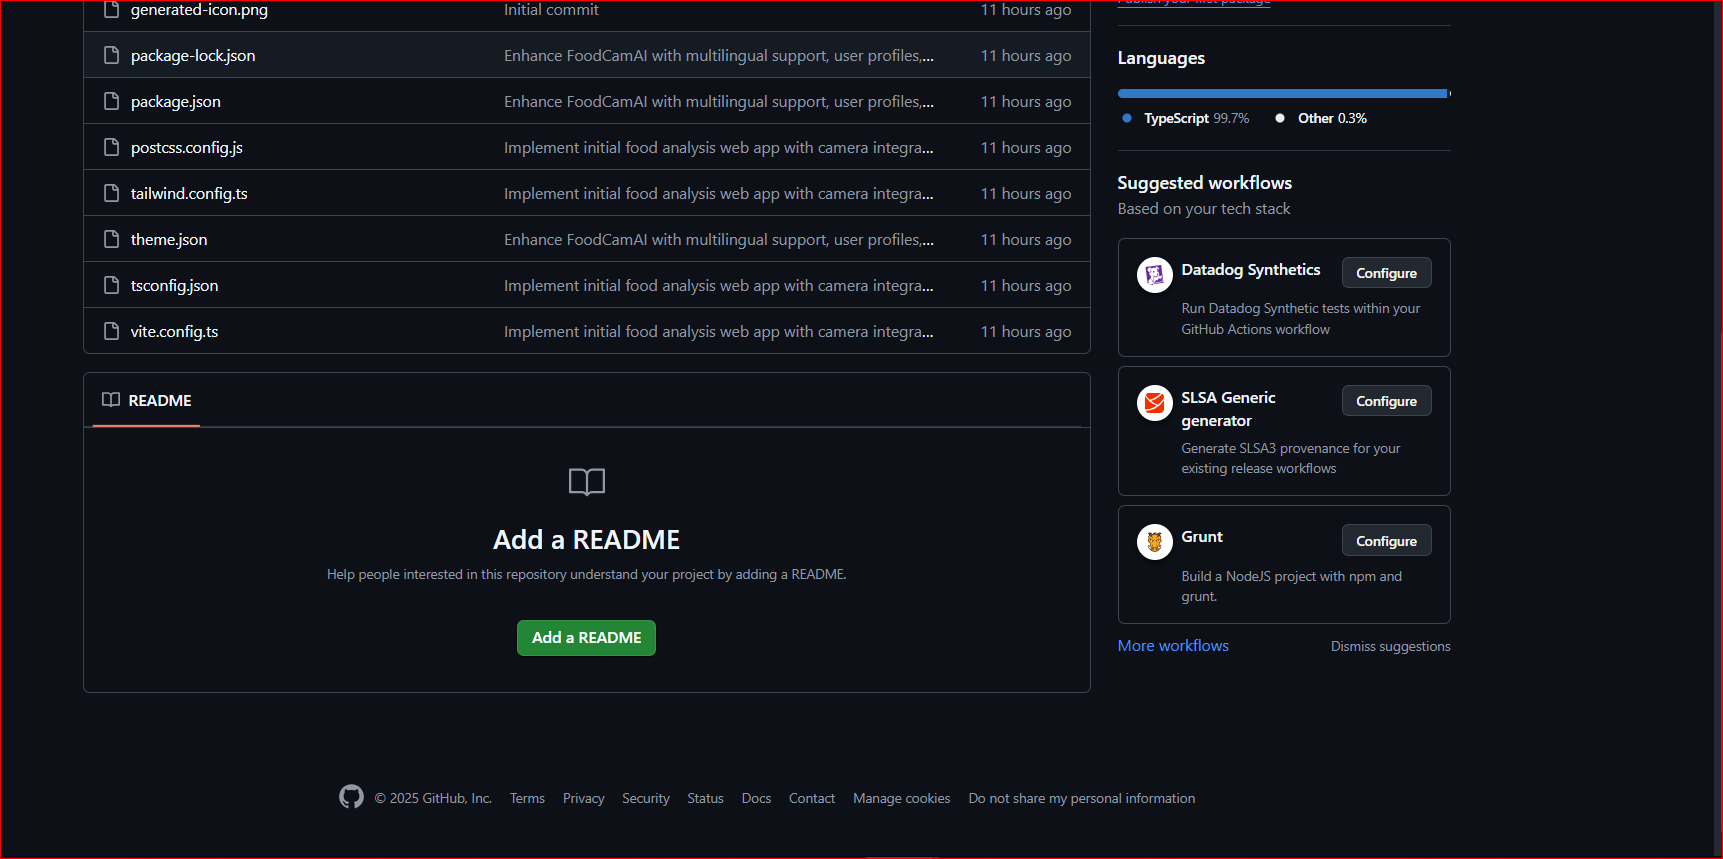 generated-icon.png Initial commit 11 hours ago
package-lock.json Enhance FoodCamAI with multilingual support, user profiles,... 11 hours ago
package.json Enhance FoodCamAI with multilingual support, user profiles,... 11 hours ago
postcss.config.js Implement initial food analysis web app with camera integra... 11 hours ago
tailwind.config.ts Implement initial food analysis web app with camera integra... 11 hours ago
theme.json Enhance FoodCamAI with multilingual support, user profiles,... 11 hours ago
tsconfig.json Implement initial food analysis web app with camera integra... 11 hours ago
vite.config.ts Implement initial food analysis web app with camera integra... 11 hours ago
README
Add a README
Help people interested in this repository understand your project by adding a README.
Add a README
Publish your first package
Languages
TypeScript 99.7% Other 0.3%
Suggested workflows
Based on your tech stack
Datadog Synthetics Configure
Run Datadog Synthetic tests within your
GitHub Actions workflow
SLSA Generic Configure
generator
Generate SLSA3 provenance for your
existing release workflows
Grunt Configure
Build a NodeJS project with npm and
grunt.
More workflows Dismiss suggestions
© 2025 GitHub, Inc. Terms Privacy Security Status Docs Contact Manage cookies Do not share my personal information